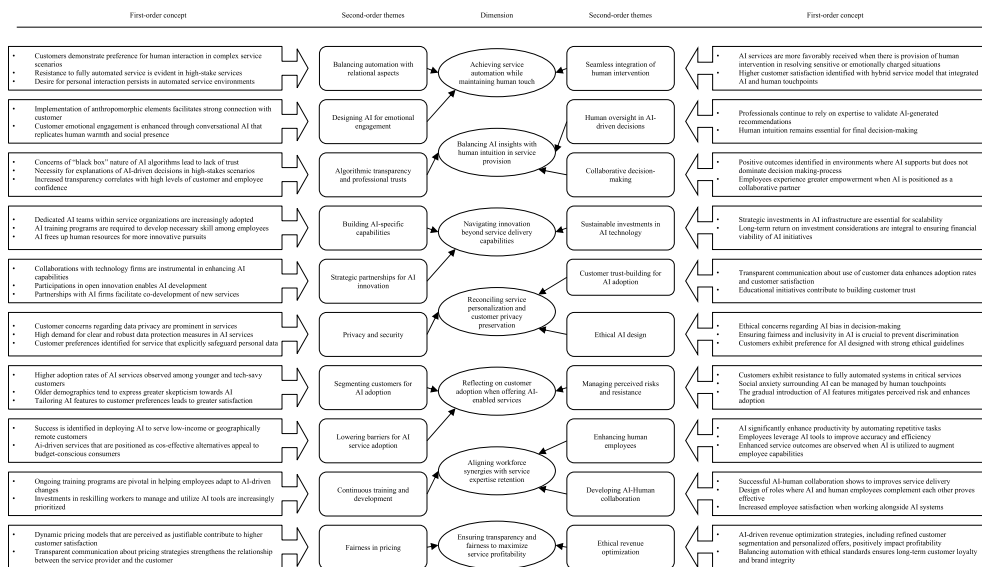 First-order concept
Second-order themes
Dimension
Second-order themes
First-order concept
• Customers demonstrate preference for human interaction in complex service
scenarios
• Resistance to fully automated service is evident in high-stake services
• Desire for personal interaction persists in automated service environments
Balancing automation with
relational aspects
Achieving service
automation while
maintaining human touch
Seamless integration of
human intervention
• AI services are more favorably received when there is provision of human
intervention in resolving sensitive or emotionally charged situations
• Higher customer satisfaction identified with hybrid service model that integrated
AI and human touchpoints
• Implementation of anthropomorphic elements facilitates strong connection with
customer
• Customer emotional engagement is enhanced through conversational AI that
replicates human warmth and social presence
Designing AI for emotional
engagement
Human oversight in AI-
driven decisions
• Professionals continue to rely on expertise to validate AI-generated
recommendations
• Human intuition remains essential for final decision-making
Balancing AI insights with
human intuition in service
provision
• Concerns of “black box” nature of AI algorithms lead to lack of trust
• Necessity for explanations of AI-driven decisions in high-stakes scenarios
• Increased transparency correlates with high levels of customer and employee
confidence
Algorithmic transparency
and professional trusts
Collaborative decision-
making
• Positive outcomes identified in environments where AI supports but does not
dominate decision making-process
• Employees experience greater empowerment when AI is positioned as a
collaborative partner
• Dedicated AI teams within service organizations are increasingly adopted
• AI training programs are required to develop necessary skill among employees
• AI frees up human resources for more innovative pursuits
Building AI-specific
capabilities
Navigating innovation
beyond service delivery
capabilities
Sustainable investments in
AI technology
• Strategic investments in AI infrastructure are essential for scalability
• Long-term return on investment considerations are integral to ensuring financial
viability of AI initiatives
• Collaborations with technology firms are instrumental in enhancing AI
capabilities
• Participations in open innovation enables AI development
• Partnerships with AI firms facilitate co-development of new services
Strategic partnerships for AI
innovation
Customer trust-building for
AI adoption
• Transparent communication about use of customer data enhances adoption rates
and customer satisfaction
• Educational initiatives contribute to building customer trust
Reconciling service
personalization and
customer privacy
preservation
• Customer concerns regarding data privacy are prominent in services
• High demand for clear and robust data protection measures in AI services
• Customer preferences identified for service that explicitly safeguard personal data
Privacy and security
Ethical AI design
• Ethical concerns regarding AI bias in decision-making
• Ensuring fairness and inclusivity in AI is crucial to prevent discrimination
• Customers exhibit preference for AI designed with strong ethical guidelines
• Higher adoption rates of AI services observed among younger and tech-savy
customers
• Older demographics tend to express greater skepticism towards AI
• Tailoring AI features to customer preferences leads to greater satisfaction
Segmenting customers for
AI adoption
Reflecting on customer
adoption when offering AI-
enabled services
Managing perceived risks
and resistance
• Customers exhibit resistance to fully automated systems in critical services
• Social anxiety surrounding AI can be managed by human touchpoints
• The gradual introduction of AI features mitigates perceived risk and enhances
adoption
• Success is identified in deploying AI to serve low-income or geographically
remote customers
• Ai-driven services that are positioned as cos-effective alternatives appeal to
budget-conscious consumers
Lowering barriers for AI
service adoption
Enhancing human
employees
• AI significantly enhance productivity by automating repetitive tasks
• Employees leverage AI tools to improve accuracy and efficiency
• Enhanced service outcomes are observed when AI is utilized to augment
employee capabilities
Aligning workforce
synergies with service
expertise retention
• Ongoing training programs are pivotal in helping employees adapt to AI-driven
changes
• Investments in reskilling workers to manage and utilize AI tools are increasingly
prioritized
Continuous training and
development
Developing AI-Human
collaboration
• Successful AI-human collaboration shows to improves service delivery
• Design of roles where AI and human employees complement each other proves
effective
• Increased employee satisfaction when working alongside AI systems
• Dynamic pricing models that are perceived as justifiable contribute to higher
customer satisfaction
• Transparent communication about pricing strategies strengthens the relationship
between the service provider and the customer
Fairness in pricing
Ensuring transparency and
fairness to maximize
service profitability
Ethical revenue
optimization
• AI-driven revenue optimization strategies, including refined customer
segmentation and personalized offers, positively impact profitability
• Balancing automation with ethical standards ensures long-term customer loyalty
and brand integrity